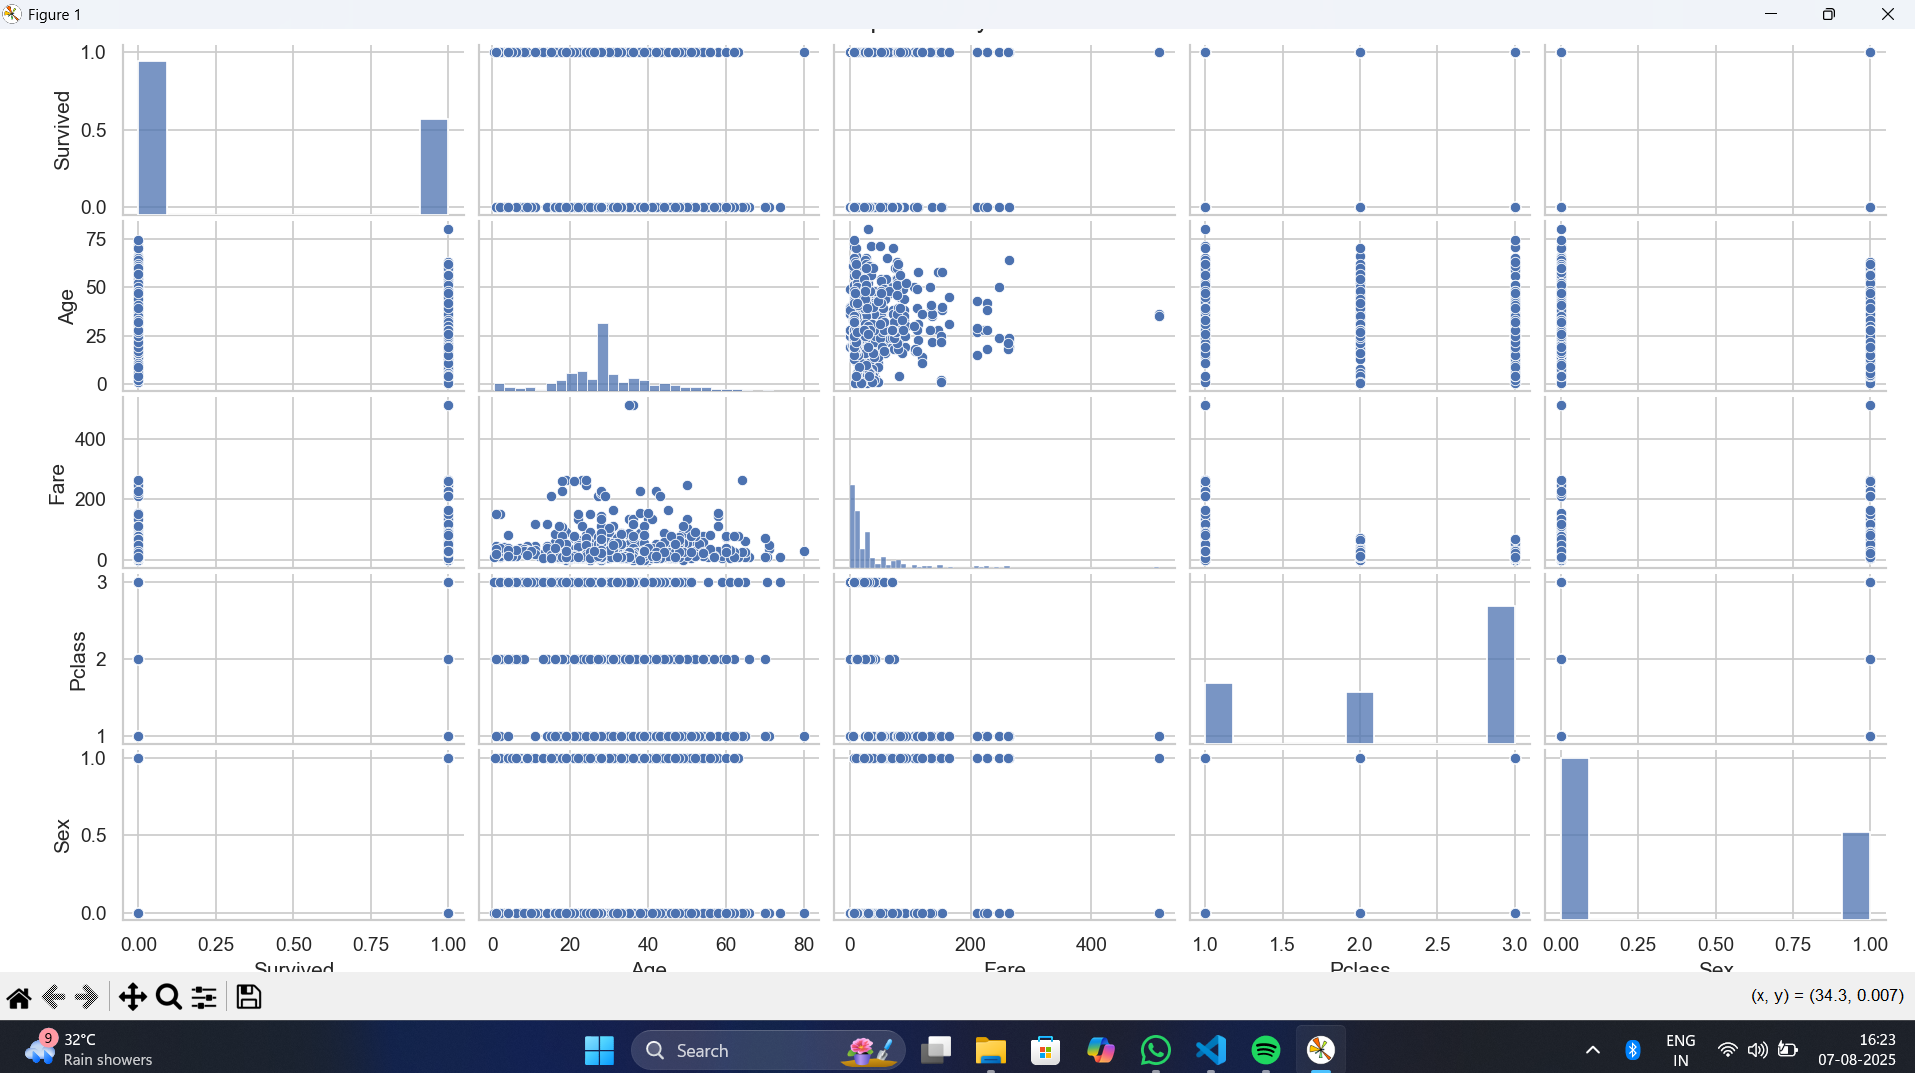 Figure 1
1.0
Survived
0.5
0.0
75
Age
50
25
0
400
Fare
200
0
3
Pclass
2
1
1.0
Sex
0.5
0.0
0.00 0.25 0.50 0.75 1.00 0 20 40 60 80 0 200 400 1.0 1.5 2.0 2.5 3.0 0.00 0.25 0.50 0.75 1.00
Survived Age Fare Pclass Sex
(x, y) = (34.3, 0.007)
9
32°C
Rain showers
Search
ENG
IN
16:23
07-08-2025